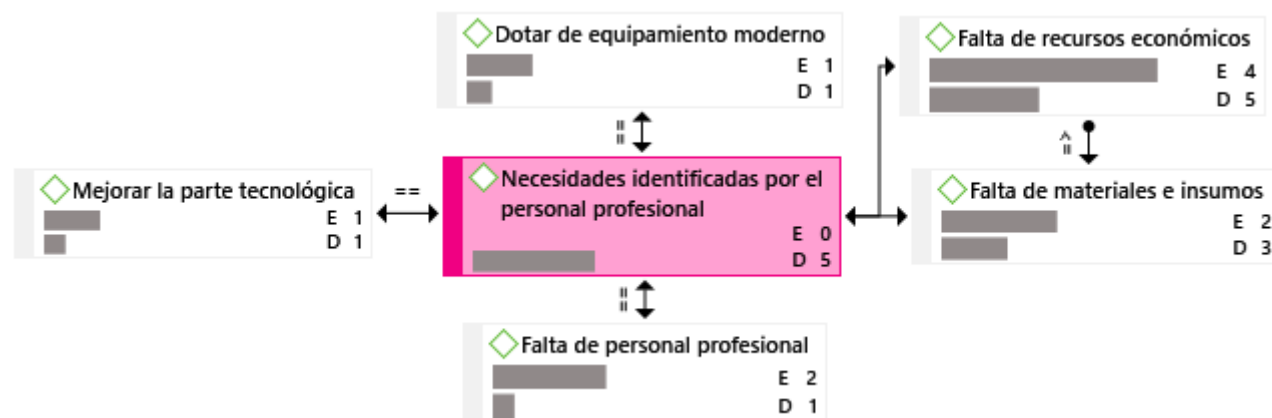 Dotar de equipamiento moderno
E 1
D 1
Falta de recursos económicos
E 4
D 5
==
=>
Mejorar la parte tecnológica
E 1
D 1
==
Necesidades identificadas por el
personal profesional
E 0
D 5
Falta de materiales e insumos
E 2
D 3
==
Falta de personal profesional
E 2
D 1